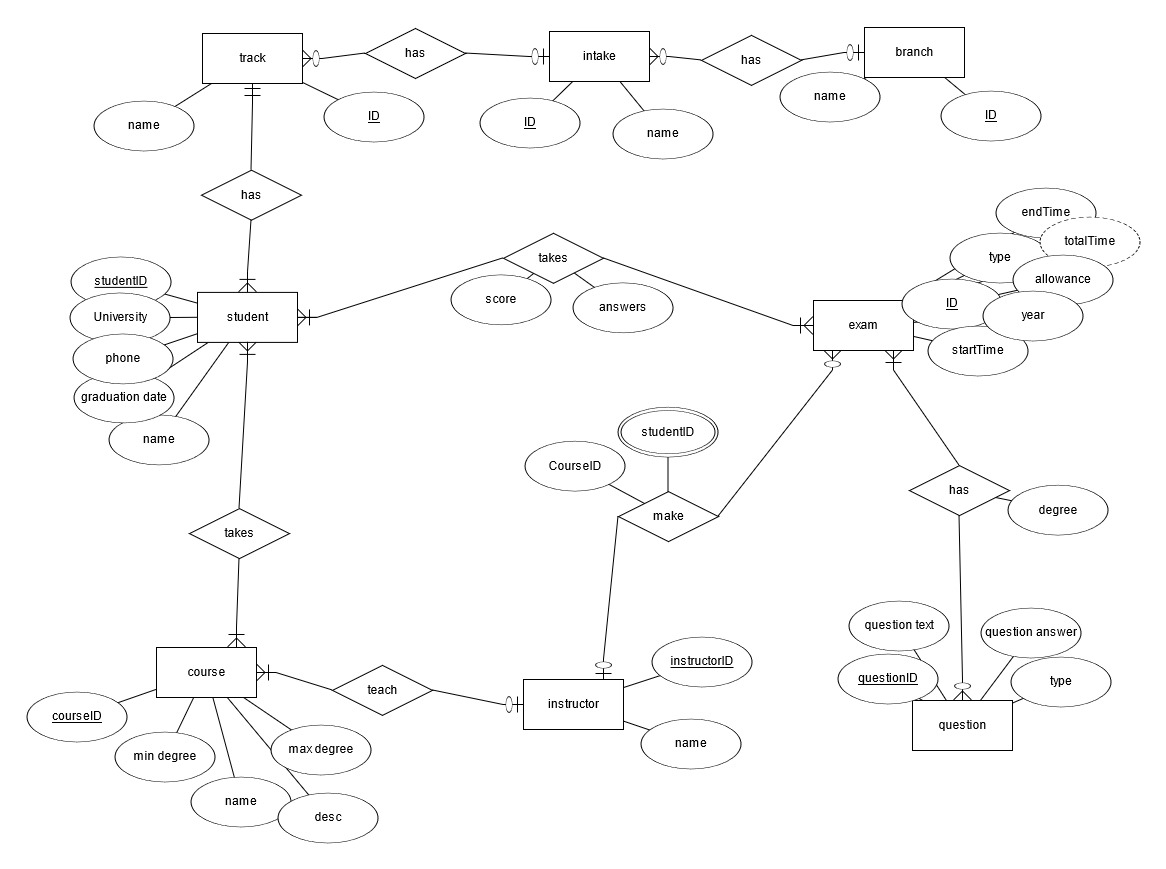 track
has
intake
has
branch
name
ID
ID
name
name
ID
has
endTime
totalTime
type
allowance
ID
year
startTime
exam
takes
score
answers
studentID
University
phone
graduation date
name
student
studentID
CourseID
make
has
degree
takes
question text
question answer
questionID
type
question
course
teach
instructor
instructorID
name
courseID
min degree
max degree
name
desc